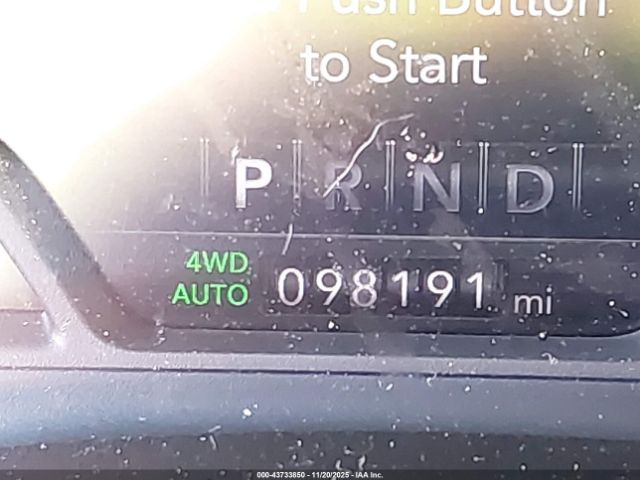 Push Button
to Start
P R N D
4WD
AUTO 098191 mi
000-43733850 - 11/20/2025 - IAA Inc.